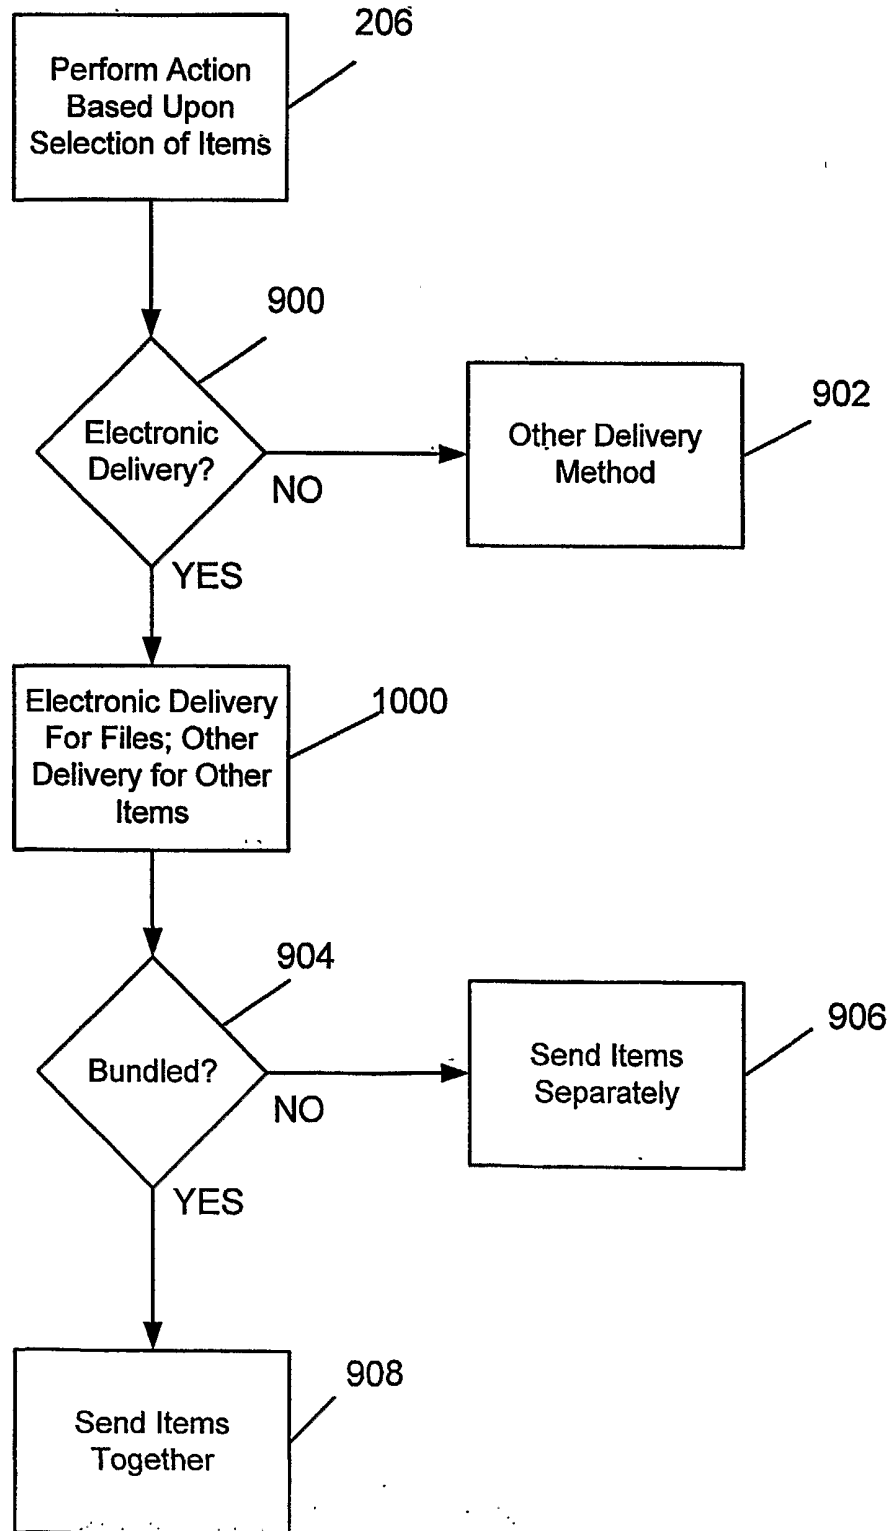 206
Perform Action
Based Upon
Selection of Items
900
Electronic
Delivery?
NO
YES
902
Other Delivery
Method
1000
Electronic Delivery
For Files; Other
Delivery for Other
Items
904
Bundled?
NO
YES
906
Send Items
Separately
908
Send Items
Together